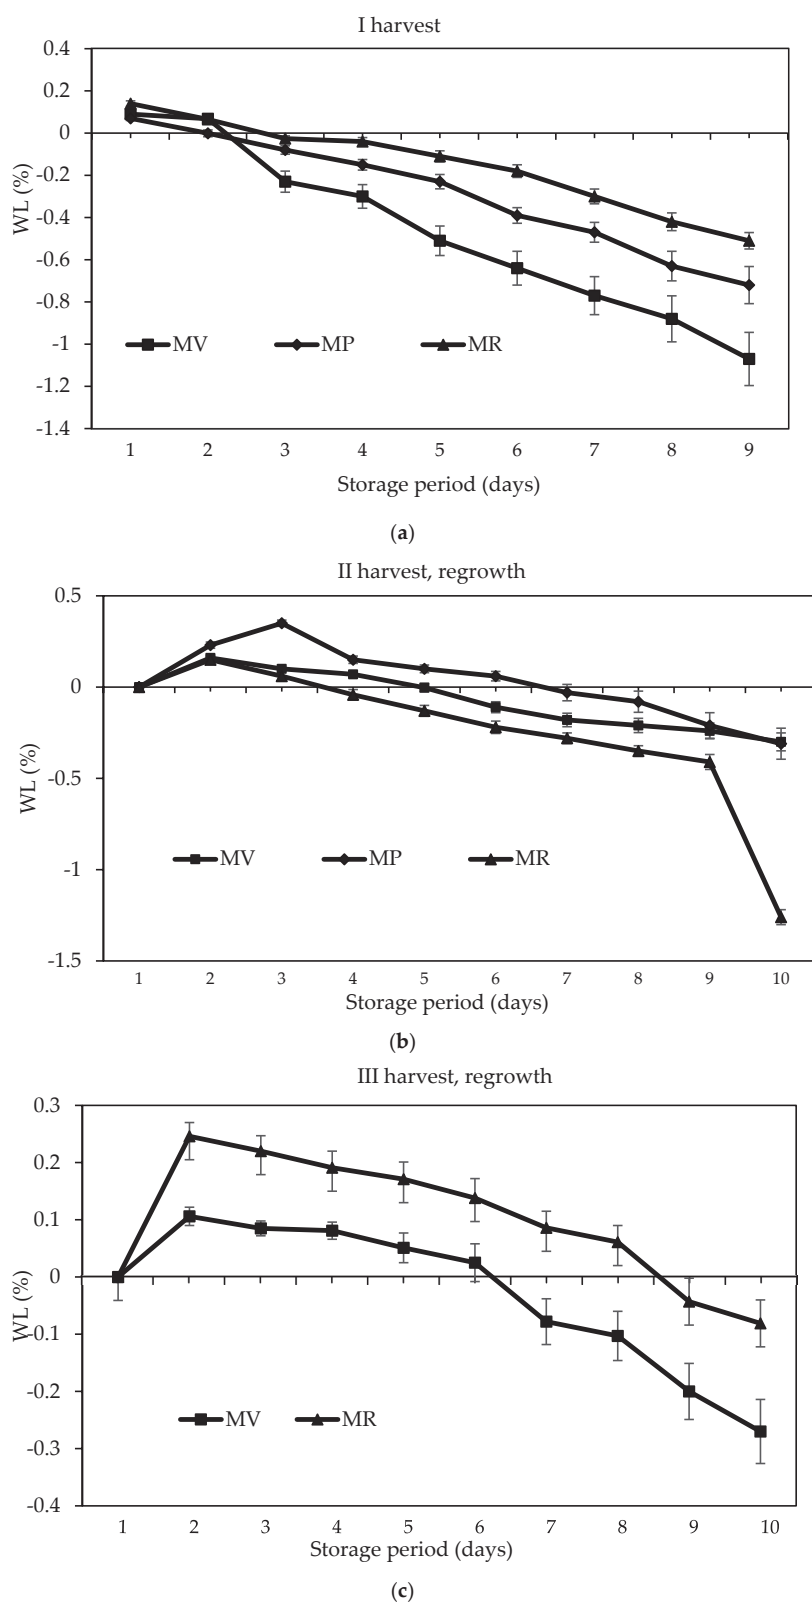 I harvest
0.4
0.2
0
-0.2
-0.4
-0.6
-0.8
-1
-1.2
-1.4
WL (%)
MV MP MR
1 2 3 4 5 6 7 8 9
Storage period (days)
(a)
II harvest, regrowth
0.5
0
-0.5
-1
-1.5
WL (%)
MV MP MR
1 2 3 4 5 6 7 8 9 10
Storage period (days)
(b)
III harvest, regrowth
0.3
0.2
0.1
0
-0.1
-0.2
-0.3
-0.4
WL (%)
MV MR
1 2 3 4 5 6 7 8 9 10
Storage period (days)
(c)